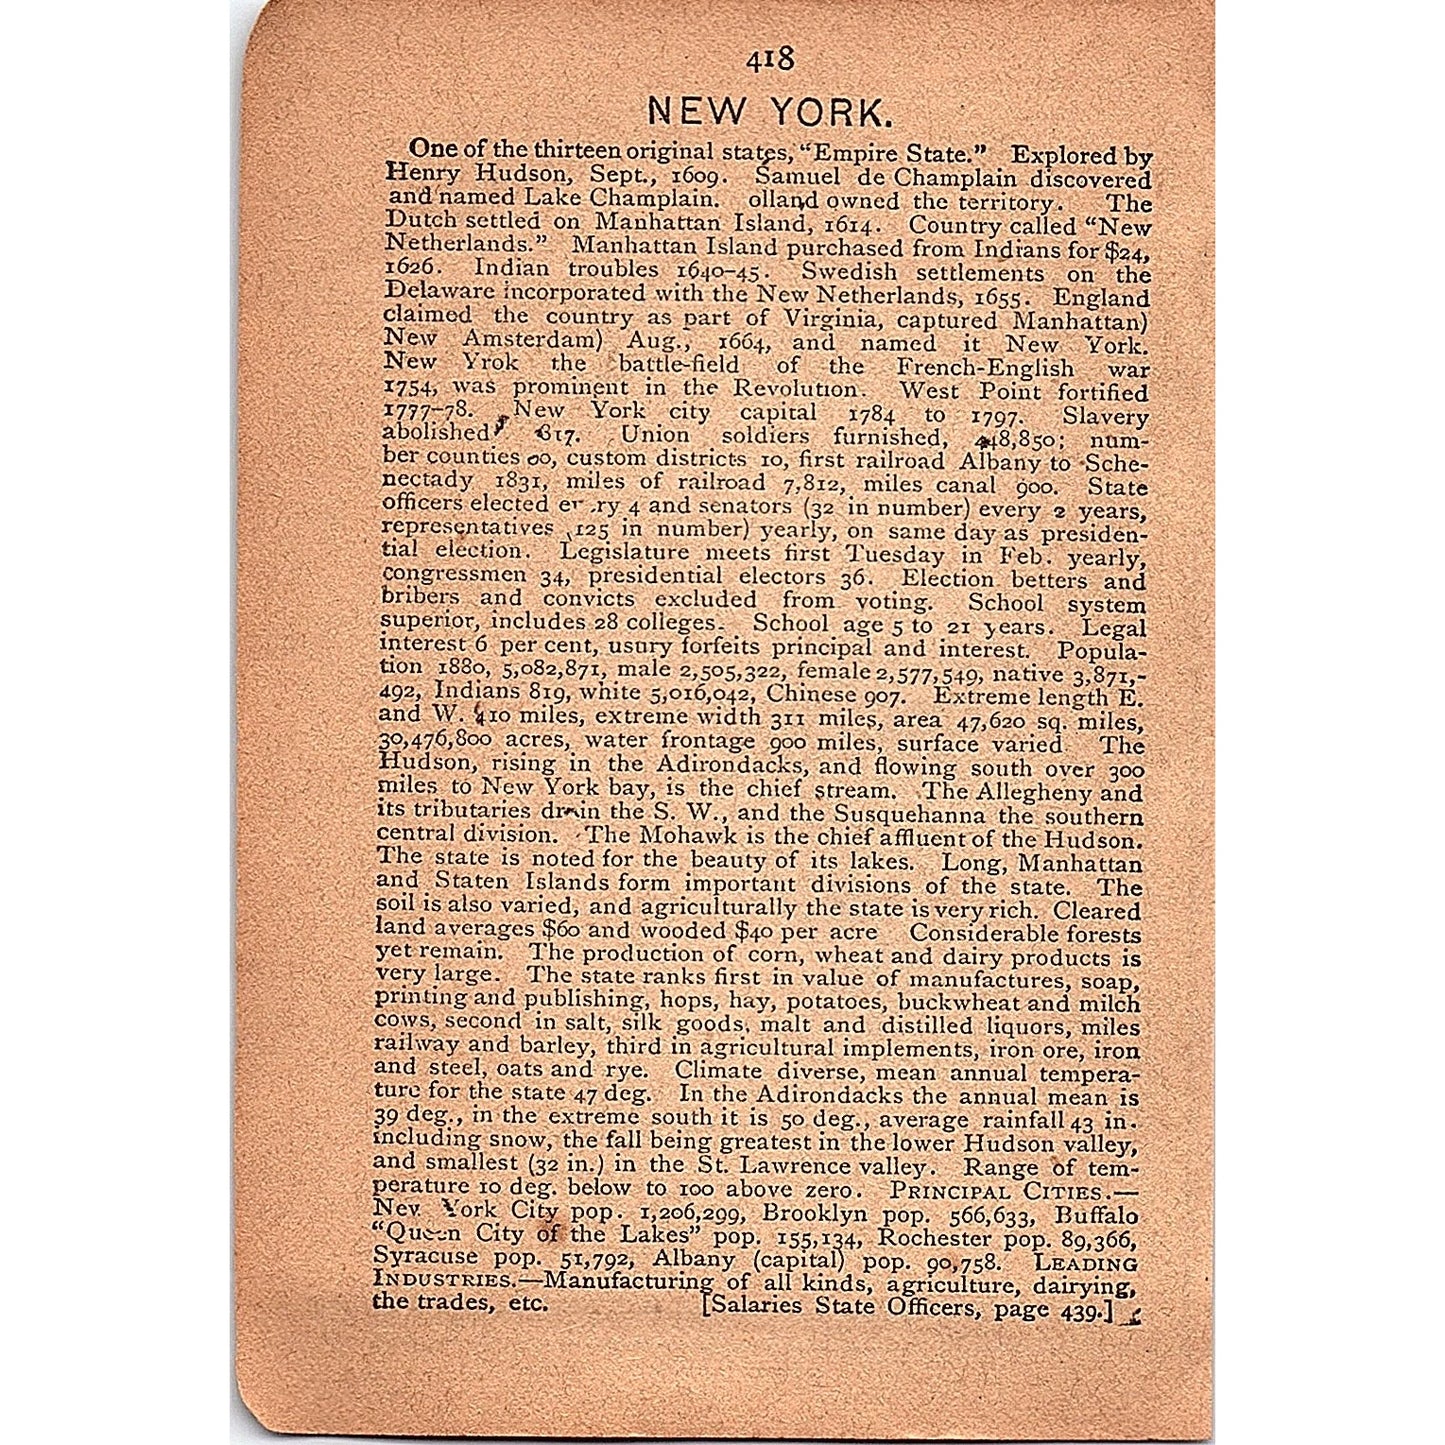 418
NEW YORK.
One of the thirteen original states, “Empire State.” Explored by
Henry Hudson, Sept., 1609. Samuel de Champlain discovered
and named Lake Champlain. olland owned the territory. The
Dutch settled on Manhattan Island, 1614. Country called “New
Netherlands.” Manhattan Island purchased from Indians for $24,
1626. Indian troubles 1640–45. Swedish settlements on the
Delaware incorporated with the New Netherlands, 1655. England
claimed the country as part of Virginia, captured Manhattan)
New Amsterdam) Aug., 1664, and named it New York.
New Yrok the battle-field of the French-English war
1754, was prominent in the Revolution. West Point fortified
1777–78. New York city capital 1784 to 1797. Slavery
abolished 817. Union soldiers furnished, 448,850; num-
ber counties 60, custom districts 10, first railroad Albany to Sche-
nectady 1831, miles of railroad 7,812, miles canal 900. State
officers elected every 4 and senators (32 in number) every 2 years,
representatives (125 in number) yearly, on same day as presiden-
tial election. Legislature meets first Tuesday in Feb. yearly,
congressmen 34, presidential electors 36. Election betters and
bribers and convicts excluded from voting. School system
superior, includes 28 colleges. School age 5 to 21 years. Legal
interest 6 per cent, usury forfeits principal and interest. Popula-
tion 1880, 5,082,871, male 2,505,322, female 2,577,549, native 3,871,-
492, Indians 819, white 5,016,042, Chinese 907. Extreme length E.
and W. 410 miles, extreme width 311 miles, area 47,620 sq. miles,
30,476,800 acres, water frontage 900 miles, surface varied. The
Hudson, rising in the Adirondacks, and flowing south over 300
miles to New York bay, is the chief stream. The Allegheny and
its tributaries drain the S. W., and the Susquehanna the southern
central division. The Mohawk is the chief affluent of the Hudson.
The state is noted for the beauty of its lakes. Long, Manhattan
and Staten Islands form important divisions of the state. The
soil is also varied, and agriculturally the state is very rich. Cleared
land averages $60 and wooded $40 per acre Considerable forests
yet remain. The production of corn, wheat and dairy products is
very large. The state ranks first in value of manufactures, soap,
printing and publishing, hops, hay, potatoes, buckwheat and milch
cows, second in salt, silk goods, malt and distilled liquors, miles
railway and barley, third in agricultural implements, iron ore, iron
and steel, oats and rye. Climate diverse, mean annual tempera-
ture for the state 47 deg. In the Adirondacks the annual mean is
39 deg., in the extreme south it is 50 deg., average rainfall 43 in.
including snow, the fall being greatest in the lower Hudson valley,
and smallest (32 in.) in the St. Lawrence valley. Range of tem-
perature 10 deg. below to 100 above zero. PRINCIPAL CITIES.—
New York City pop. 1,206,299, Brooklyn pop. 566,633, Buffalo
“Queen City of the Lakes” pop. 155,134, Rochester pop. 89,366,
Syracuse pop. 51,792, Albany (capital) pop. 90,758. LEADING
INDUSTRIES.—Manufacturing of all kinds, agriculture, dairying,
the trades, etc. [Salaries State Officers, page 439.]